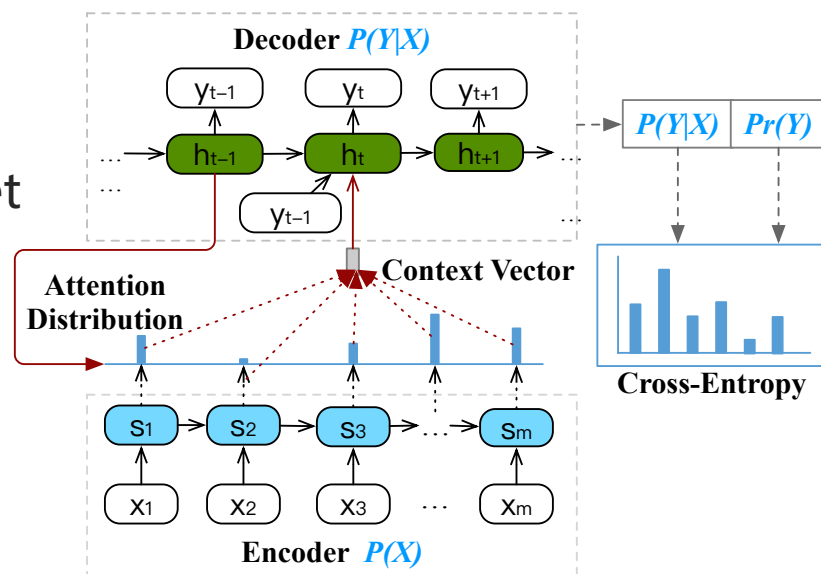 Decoder P(Y|X)
yt−1 yt yt+1
P(Y|X) Pr(Y)
... ht−1 ht ht+1 ...
...
et
yt−1
...
Context Vector
Attention
Distribution
Cross-Entropy
s1 s2 s3 ... sm
x1 x2 x3 ... xm
Encoder P(X)